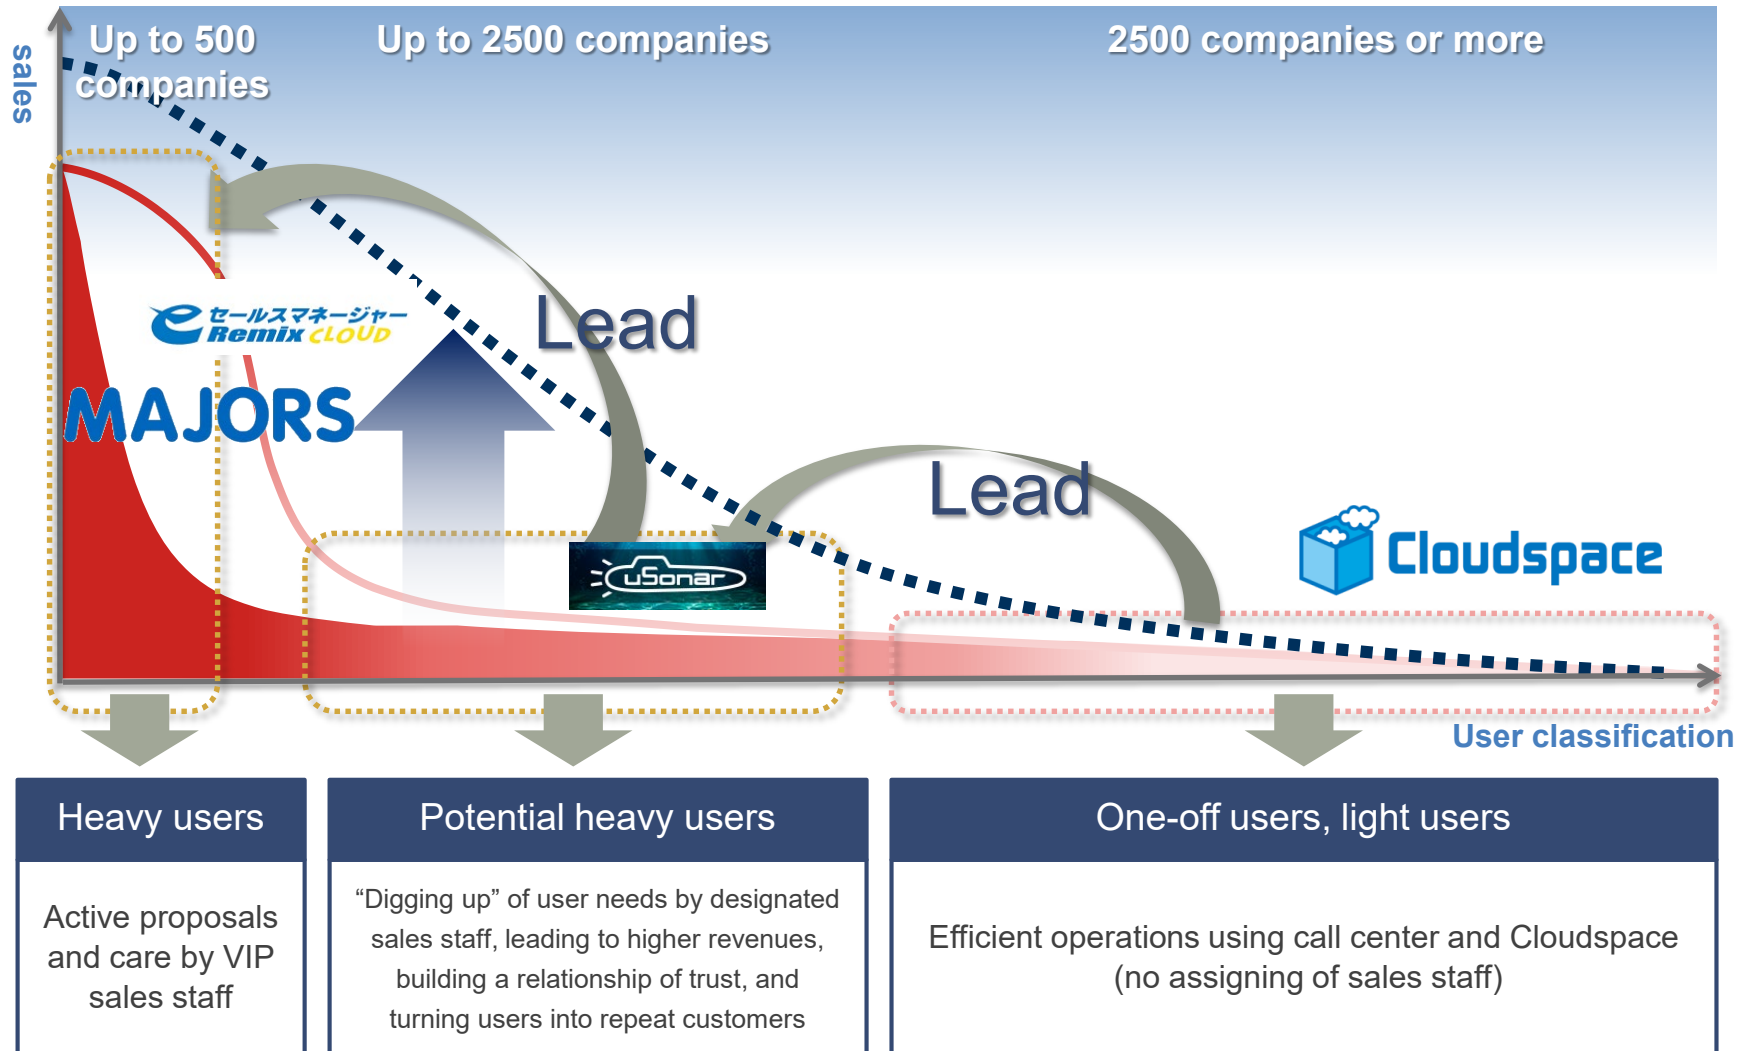 sales
Up to 500
companies
Up to 2500 companies
2500 companies or more
eセールスマネージャー
Remix CLOUD
MAJORS
Lead
Lead
uSonar
Cloudspace
User classification
Heavy users
Active proposals
and care by VIP
sales staff
Potential heavy users
“Digging up” of user needs by designated
sales staff, leading to higher revenues,
building a relationship of trust, and
turning users into repeat customers
One-off users, light users
Efficient operations using call center and Cloudspace
(no assigning of sales staff)